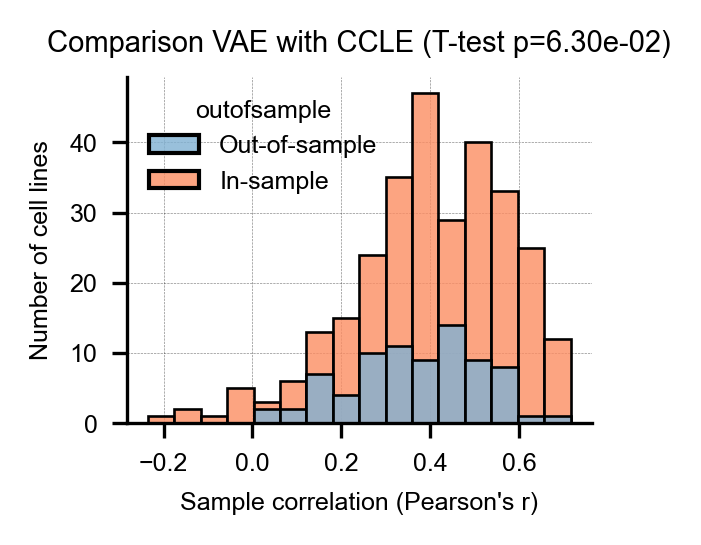 Comparison VAE with CCLE (T-test p=6.30e-02)
outofsample
Out-of-sample
In-sample
Number of cell lines
40
30
20
10
0
−0.2 0.0 0.2 0.4 0.6
Sample correlation (Pearson's r)